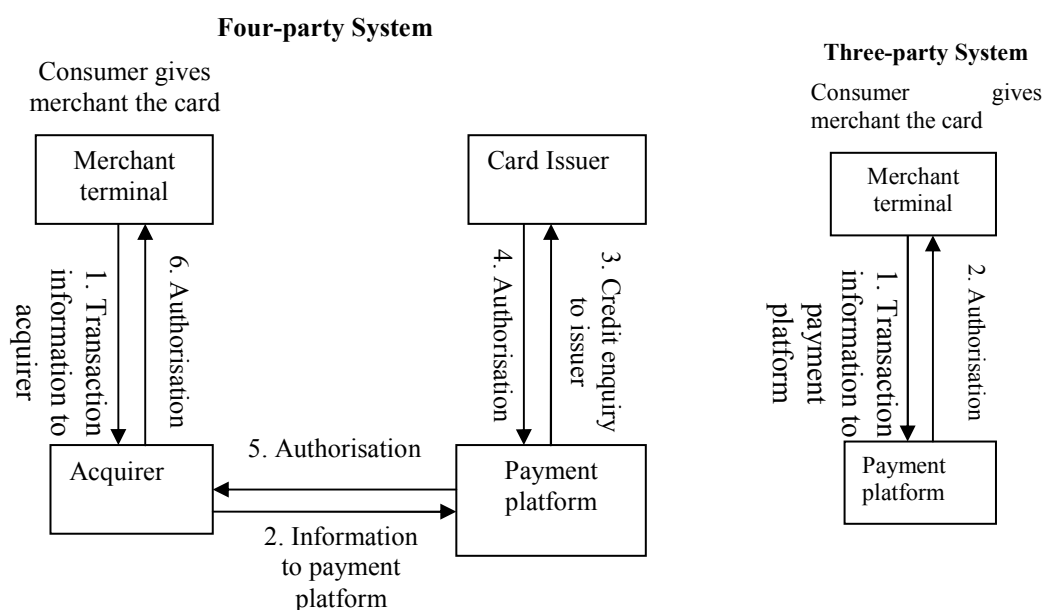 Four-party System
Consumer gives
merchant the card
Merchant
terminal
Card Issuer
1. Transaction
information to
acquirer
6. Authorisation
4. Authorisation
3. Credit enquiry
to issuer
Acquirer
5. Authorisation
Payment
platform
2. Information
to payment
platform
Three-party System
Consumer gives
merchant the card
Merchant
terminal
1. Transaction
information to
payment
platform
2. Authorisation
Payment
platform